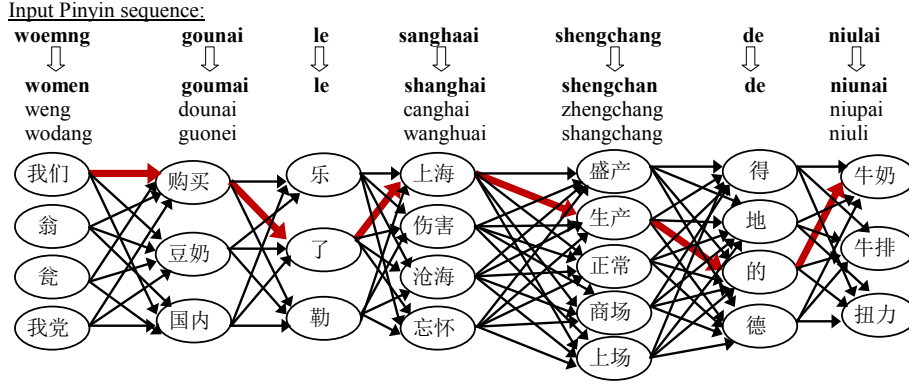 Input Pinyin sequence:
woemng gounai le sanghaai shengchang de niulai
women goumai le shanghai shengchan de niunai
weng dounai canghai zhengchang niupai
wodang guonei wanghuai shangchang niuli
我们 购买 乐 上海 盛产 得 牛奶
翁 豆奶 了 伤害 生产 地 牛排
瓮 国内 勒 沧海 正常 的 扭力
我党 忘怀 商场 德
上场